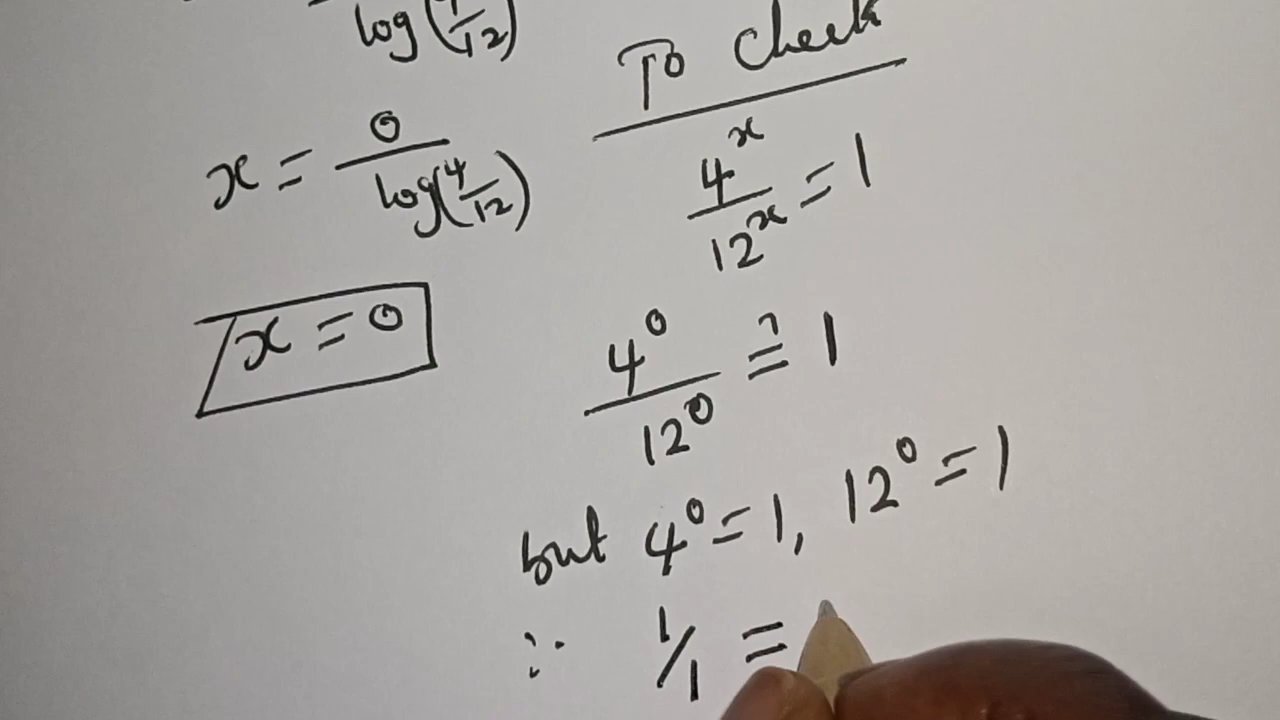 log(1/12)
x = 0/log(4/12)
x = 0
To check
4^x/12^x = 1
4^0/12^0 ≟ 1
but 4^0 = 1, 12^0 = 1
∴ 1/1 =